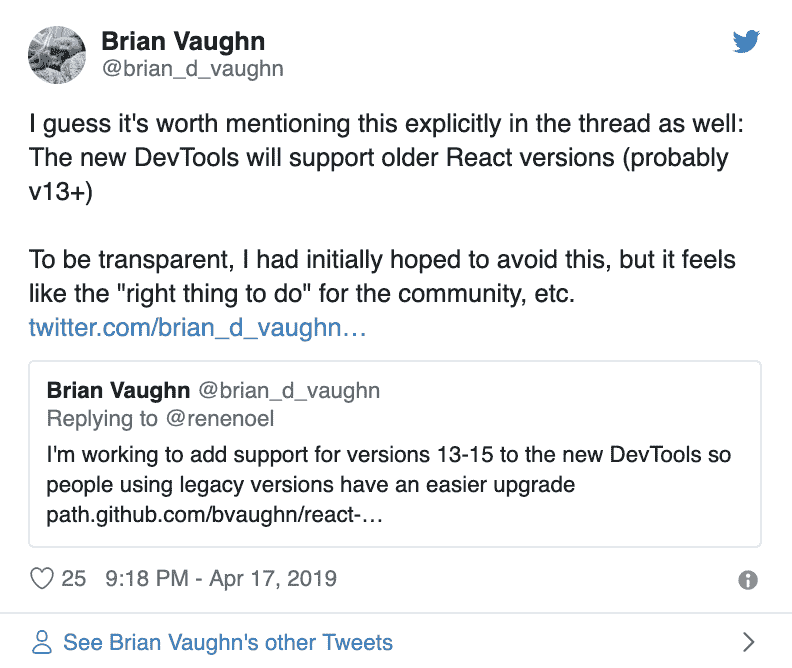 Brian Vaughn
@brian_d_vaughn
I guess it's worth mentioning this explicitly in the thread as well:
The new DevTools will support older React versions (probably
v13+)
To be transparent, I had initially hoped to avoid this, but it feels
like the "right thing to do" for the community, etc.
twitter.com/brian_d_vaughn…
Brian Vaughn @brian_d_vaughn
Replying to @renenoel
I'm working to add support for versions 13-15 to the new DevTools so
people using legacy versions have an easier upgrade
path.github.com/bvaughn/react-…
25 9:18 PM - Apr 17, 2019
See Brian Vaughn's other Tweets